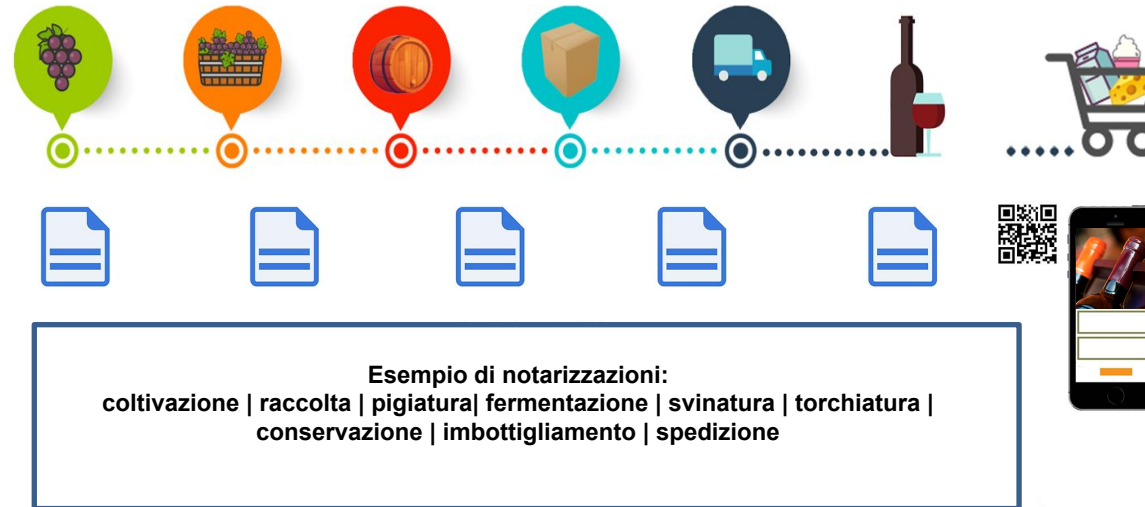 Esempio di notarizzazioni:
coltivazione | raccolta | pigiatura| fermentazione | svinatura | torchiatura |
conservazione | imbottigliamento | spedizione